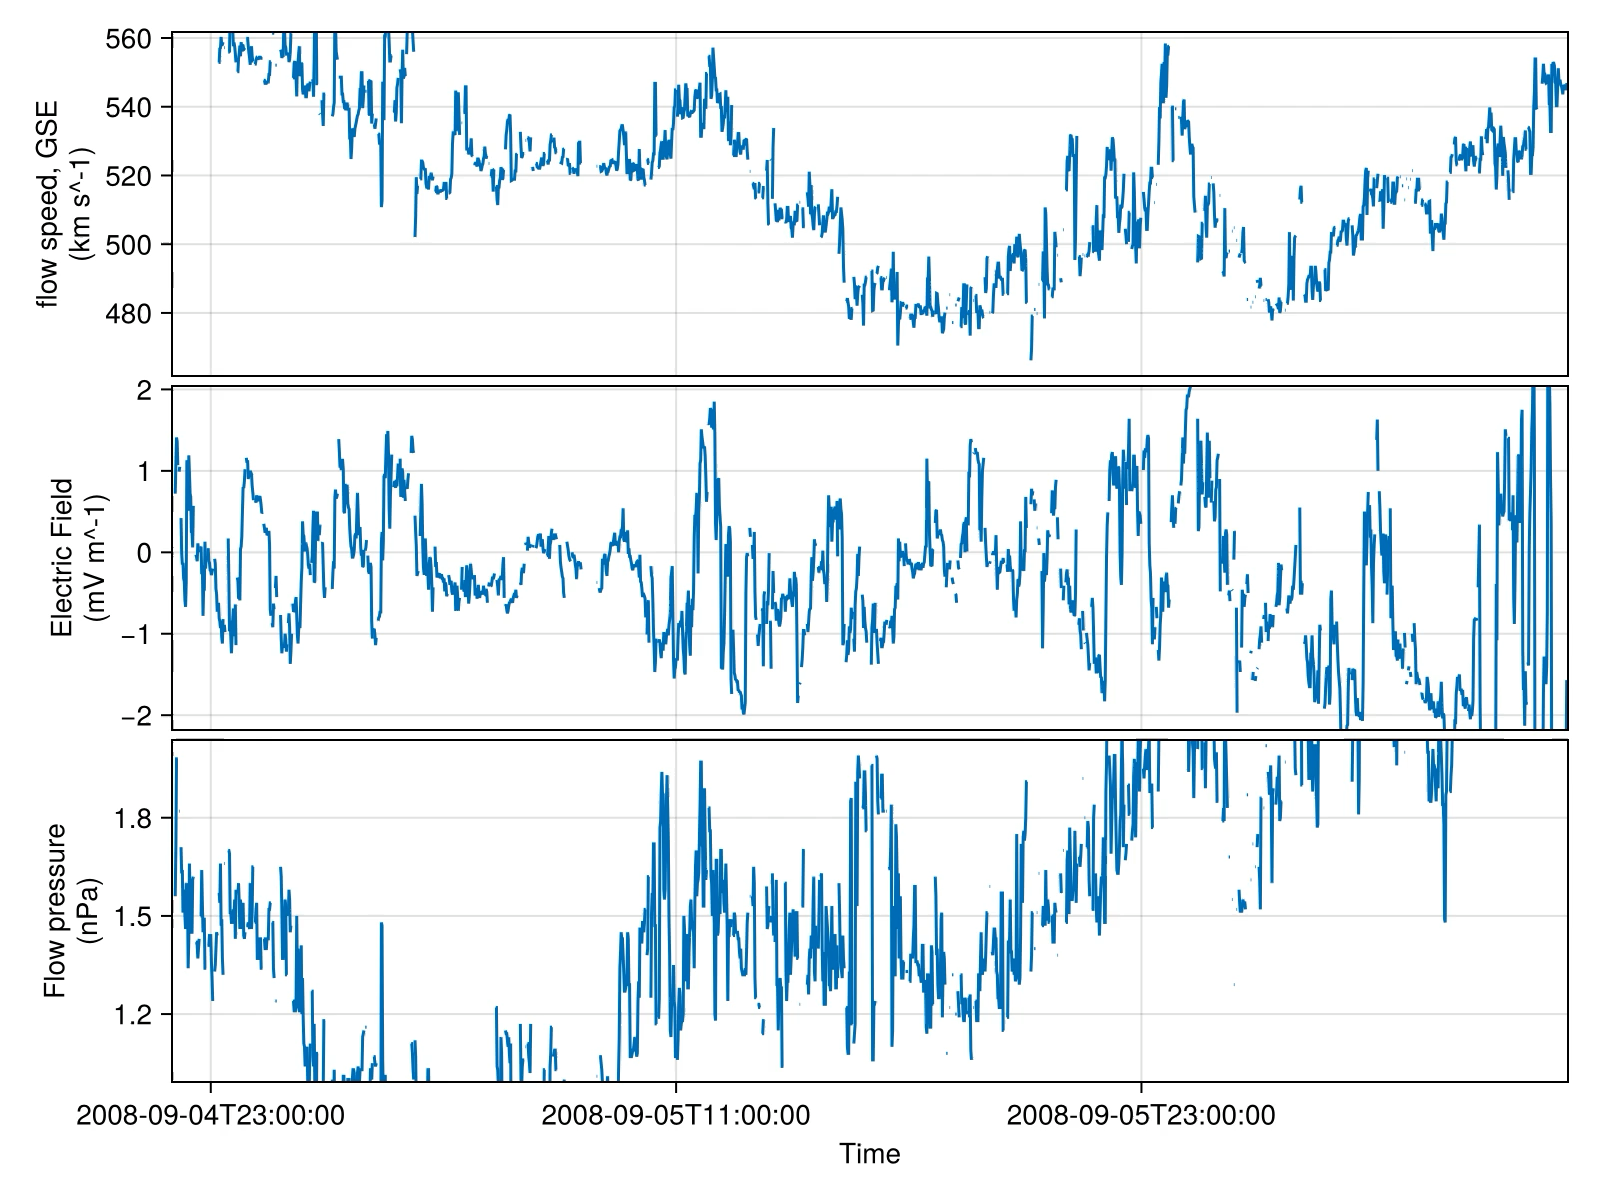 560
540
520
500
480
flow speed, GSE
(km s^-1)
2
1
0
−1
−2
Electric Field
(mV m^-1)
1.8
1.5
1.2
Flow pressure
(nPa)
2008-09-04T23:00:00
2008-09-05T11:00:00
2008-09-05T23:00:00
Time